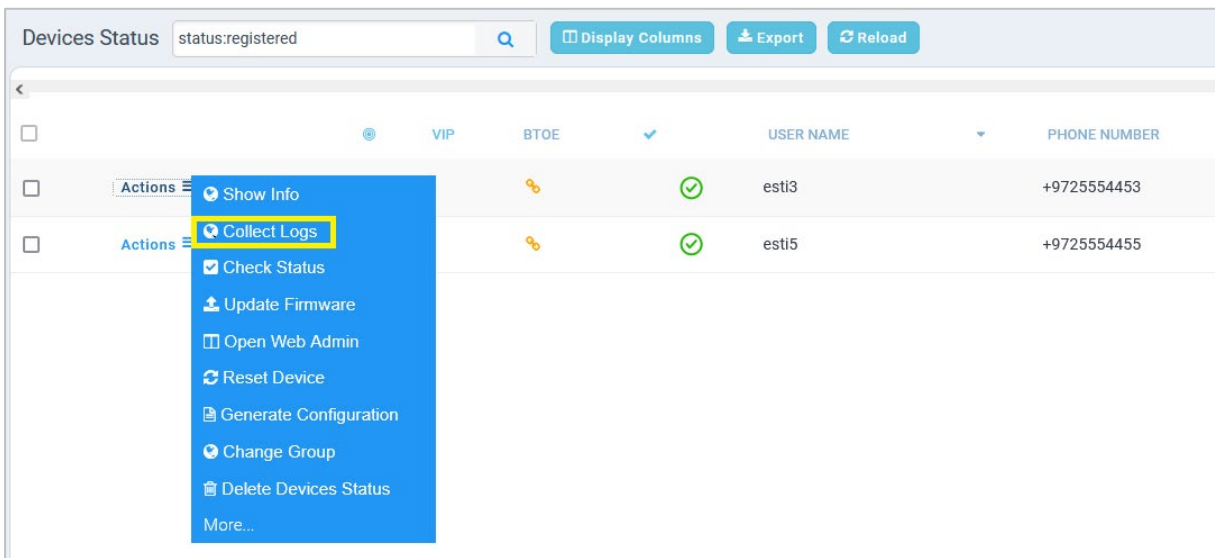 Devices Status status:registered Display Columns Export Reload
VIP BTOE USER NAME PHONE NUMBER
Actions esti3 +9725554453
Show Info
Collect Logs
Actions esti5 +9725554455
Check Status
Update Firmware
Open Web Admin
Reset Device
Generate Configuration
Change Group
Delete Devices Status
More...